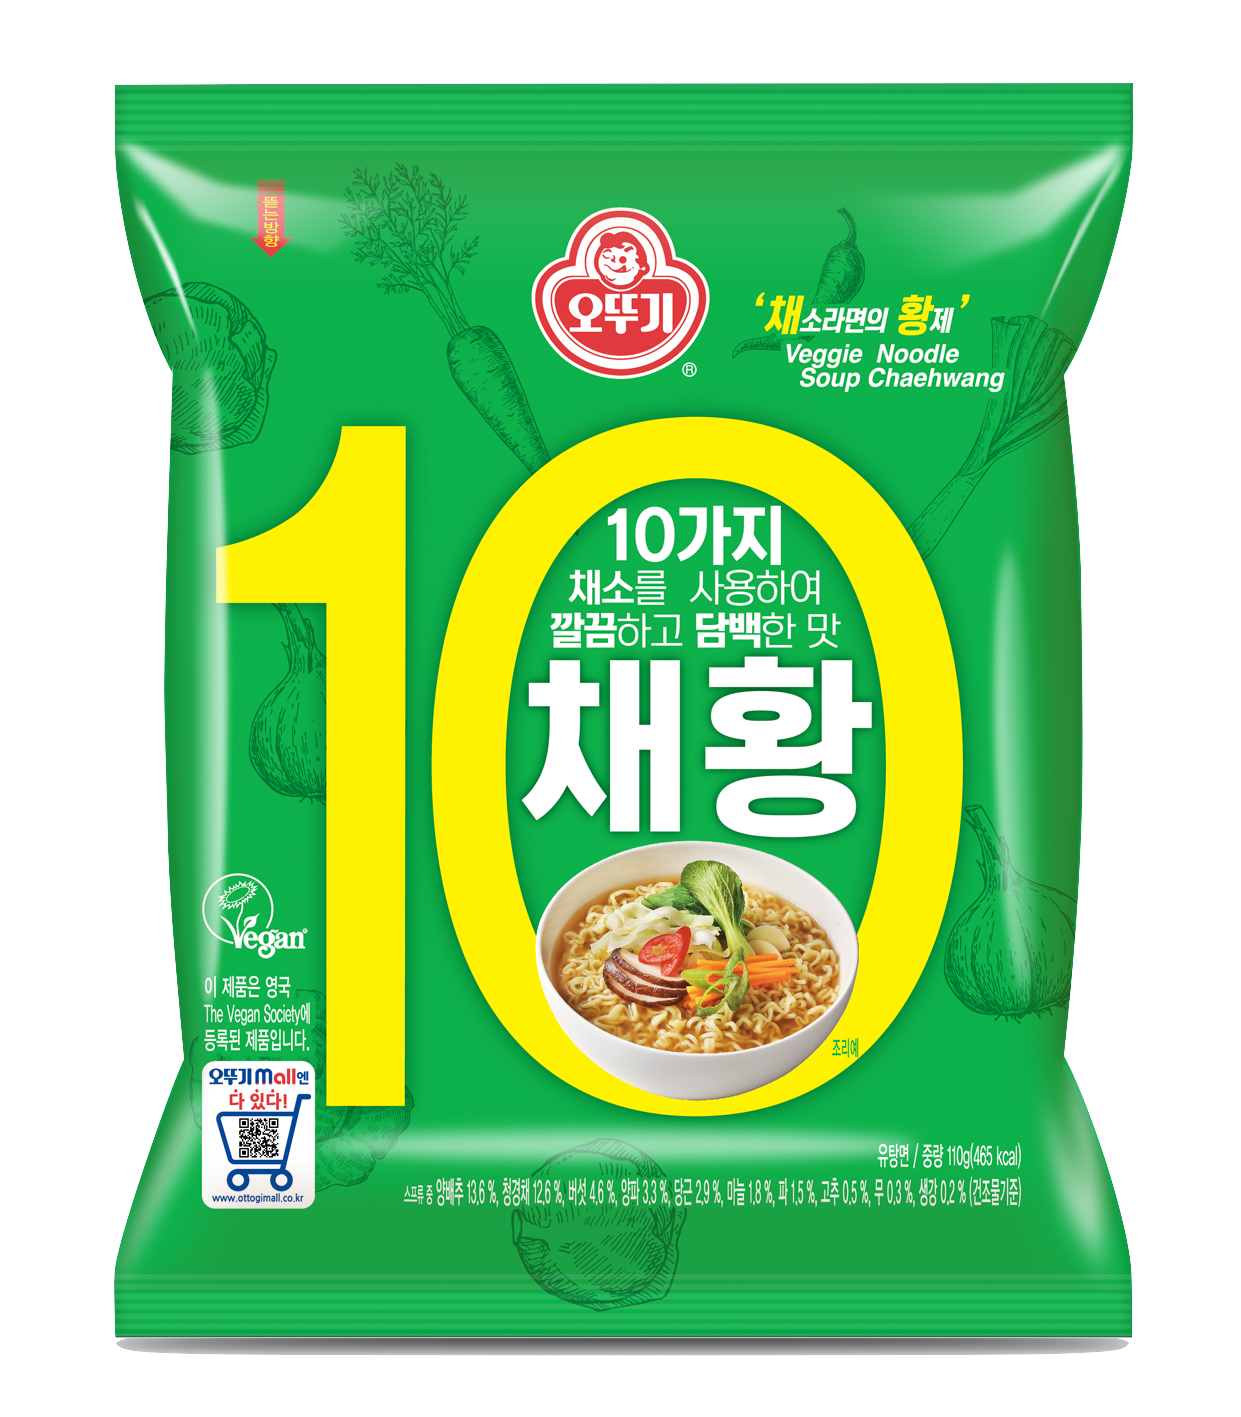 뜯는방향
오뚜기
®
‘채소라면의 황제’
Veggie Noodle
Soup Chaehwang
10
10가지
채소를 사용하여
깔끔하고 담백한 맛
채황
Vegan
이 제품은 영국
The Vegan Society에
등록된 제품입니다.
오뚜기mall엔
다 있다!
www.ottogimall.co.kr
조리예
유탕면 / 중량 110g(465 kcal)
스프류 중 양배추 13.6 %, 청경채 12.6 %, 버섯 4.6 %, 양파 3.3 %, 당근 2.9 %, 마늘 1.8 %, 파 1.5 %, 고추 0.5 %, 무 0.3 %, 생강 0.2 % (건조물기준)